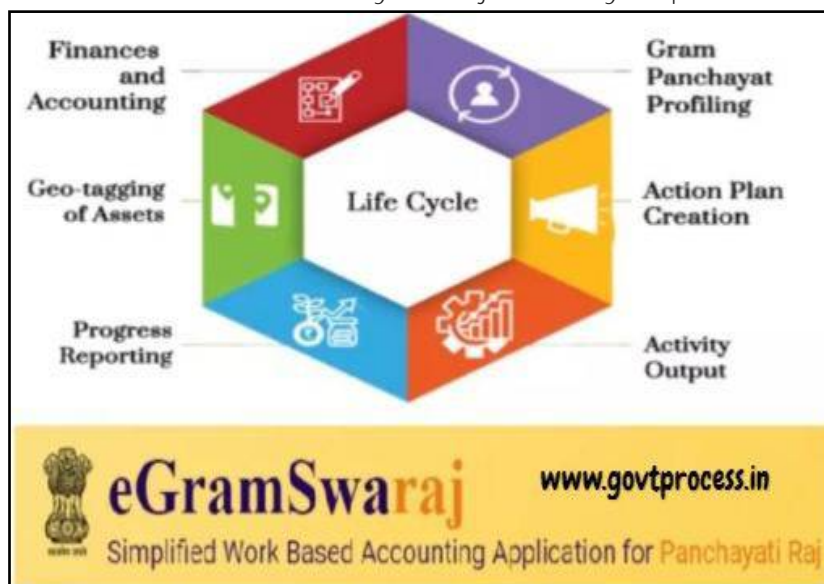 Finances
and
Accounting
Gram
Panchayat
Profiling
Geo-tagging
of Assets
Life Cycle
Action Plan
Creation
Progress
Reporting
Activity
Output
eGramSwaraj
www.govtprocess.in
Simplified Work Based Accounting Application for Panchayati Raj